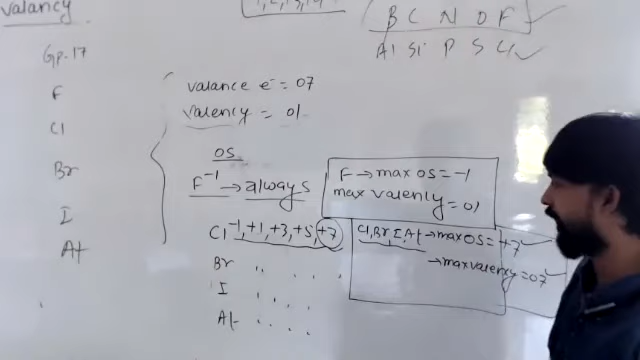 valancy
Gp-17
F
Cl
Br
I
At
B C N O F
Al Si P S Cl
valance e- = 07
valency = 01
OS
F-1 → always
Cl-1, +1, +3, +5, +7
Br " . . .
I " . . .
At . . . .
F → max OS = -1
max valency = 01
Cl, Br, I, At → max OS = +7
→ max valency = 07